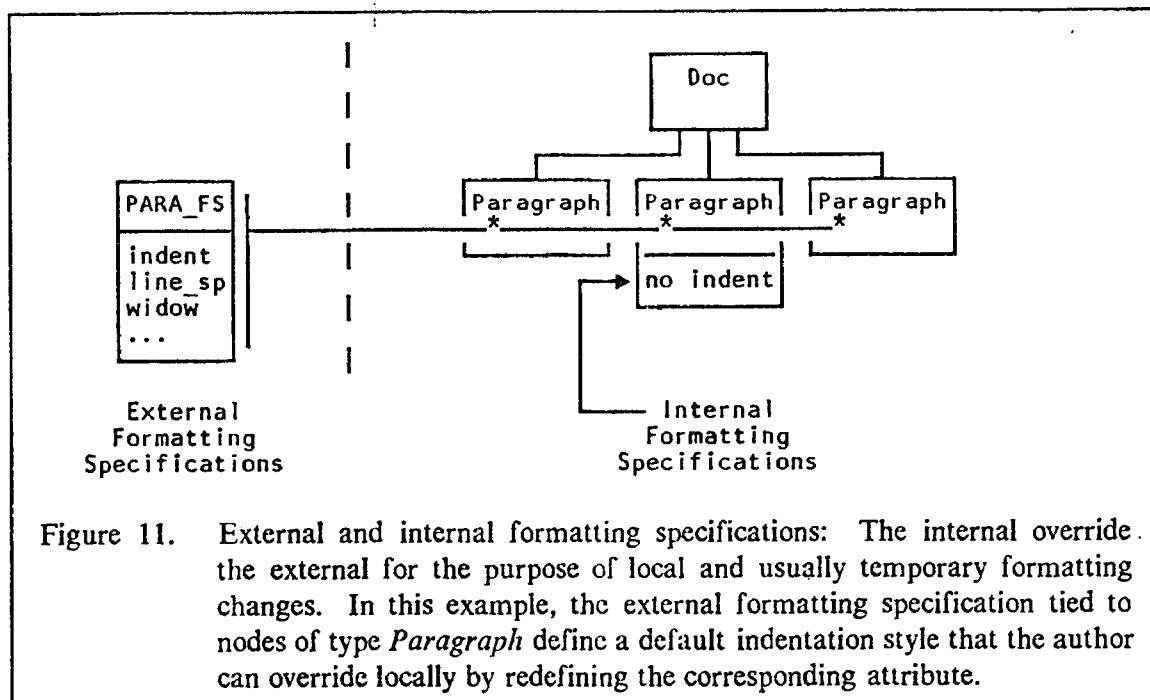 Doc
PARA_FS
Paragraph Paragraph Paragraph
* * *
indent
line_sp
widow
...
no indent
External
Formatting
Specifications
Internal
Formatting
Specifications
Figure 11. External and internal formatting specifications: The internal override
the external for the purpose of local and usually temporary formatting
changes. In this example, the external formatting specification tied to
nodes of type Paragraph define a default indentation style that the author
can override locally by redefining the corresponding attribute.